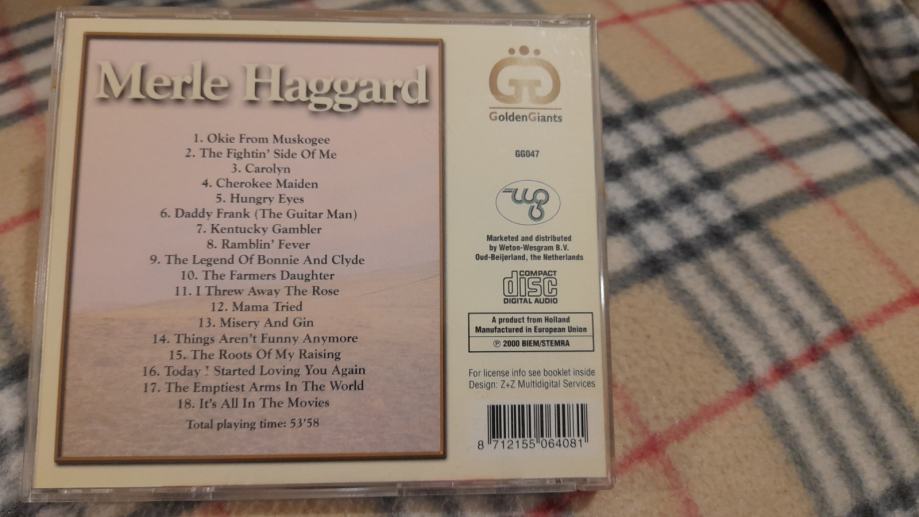 Merle Haggard
1. Okie From Muskogee
2. The Fightin' Side Of Me
3. Carolyn
4. Cherokee Maiden
5. Hungry Eyes
6. Daddy Frank (The Guitar Man)
7. Kentucky Gambler
8. Ramblin' Fever
9. The Legend Of Bonnie And Clyde
10. The Farmers Daughter
11. I Threw Away The Rose
12. Mama Tried
13. Misery And Gin
14. Things Aren't Funny Anymore
15. The Roots Of My Raising
16. Today I Started Loving You Again
17. The Emptiest Arms In The World
18. It's All In The Movies
Total playing time: 53'58
GoldenGiants
GG047
Marketed and distributed
by Weton-Wesgram B.V.
Oud-Beijerland, the Netherlands
COMPACT
disc
DIGITAL AUDIO
A product from Holland
Manufactured in European Union
℗ 2000 BIEM/STEMRA
For license info see booklet inside
Design: Z+Z Multidigital Services
8 712155 064081